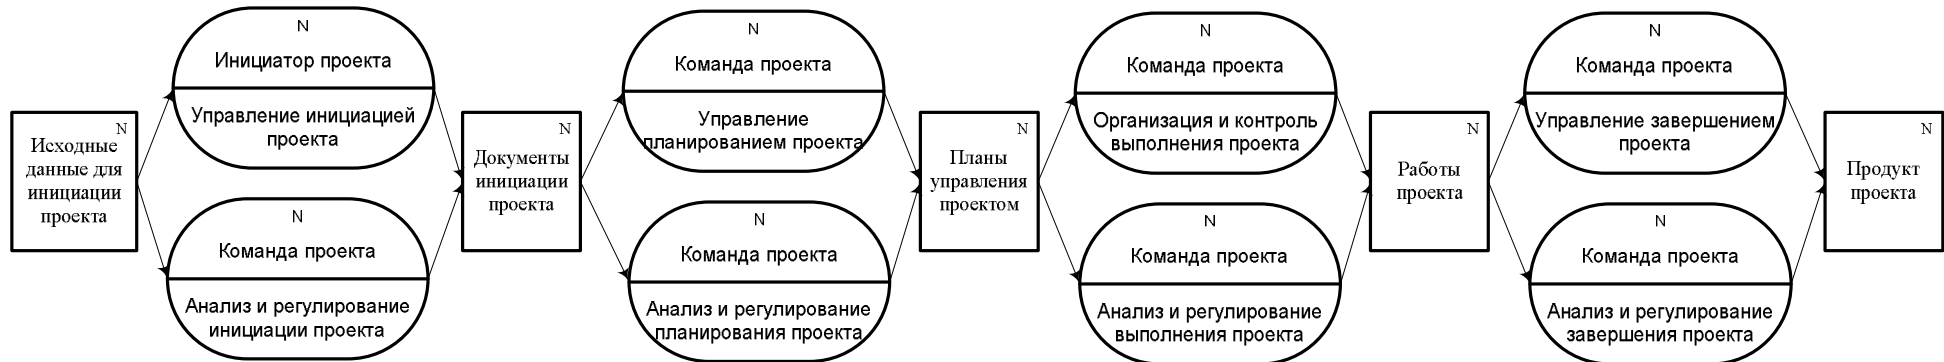 N
Исходные
данные для
инициации
проекта
N
Инициатор проекта
Управление инициацией
проекта
N
Команда проекта
Анализ и регулирование
инициации проекта
N
Документы
инициации
проекта
N
Команда проекта
Управление
планированием проекта
N
Команда проекта
Анализ и регулирование
планирования проекта
N
Планы
управления
проектом
N
Команда проекта
Организация и контроль
выполнения проекта
N
Команда проекта
Анализ и регулирование
выполнения проекта
N
Работы
проекта
N
Команда проекта
Управление завершением
проекта
N
Команда проекта
Анализ и регулирование
завершения проекта
N
Продукт
проекта